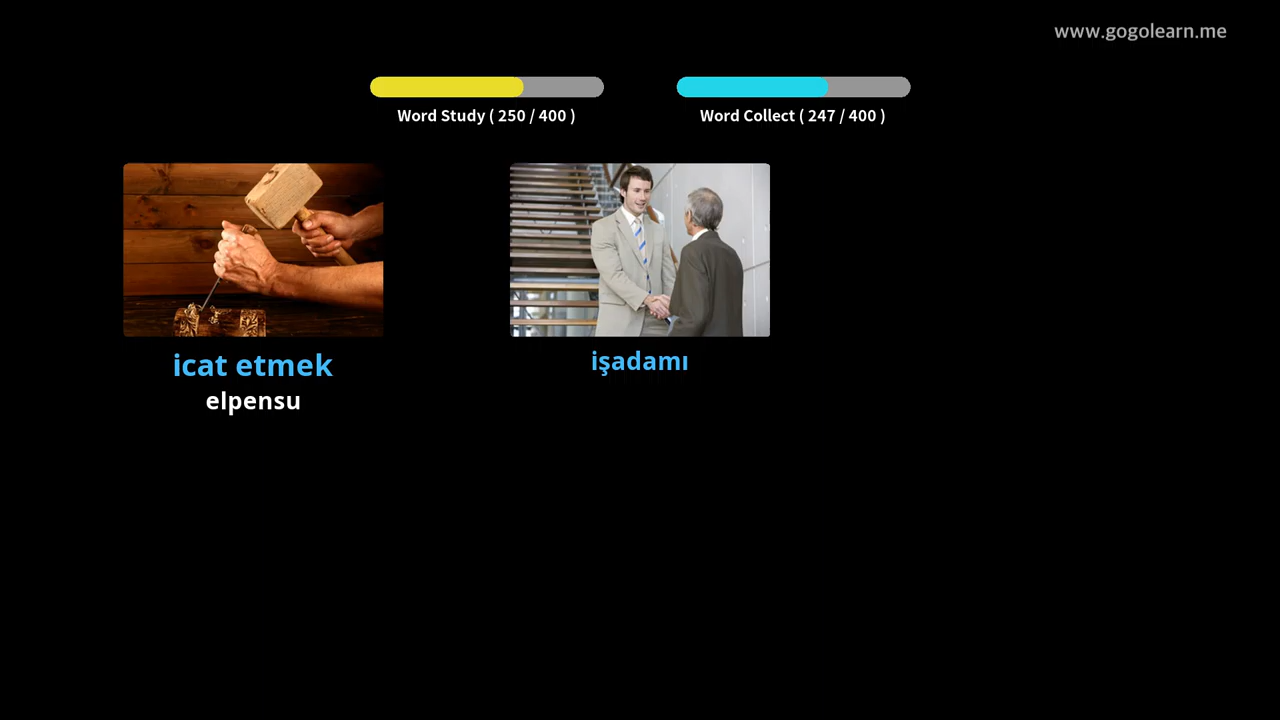 www.gogolearn.me
Word Study ( 250 / 400 )
Word Collect ( 247 / 400 )
icat etmek
elpensu
işadamı